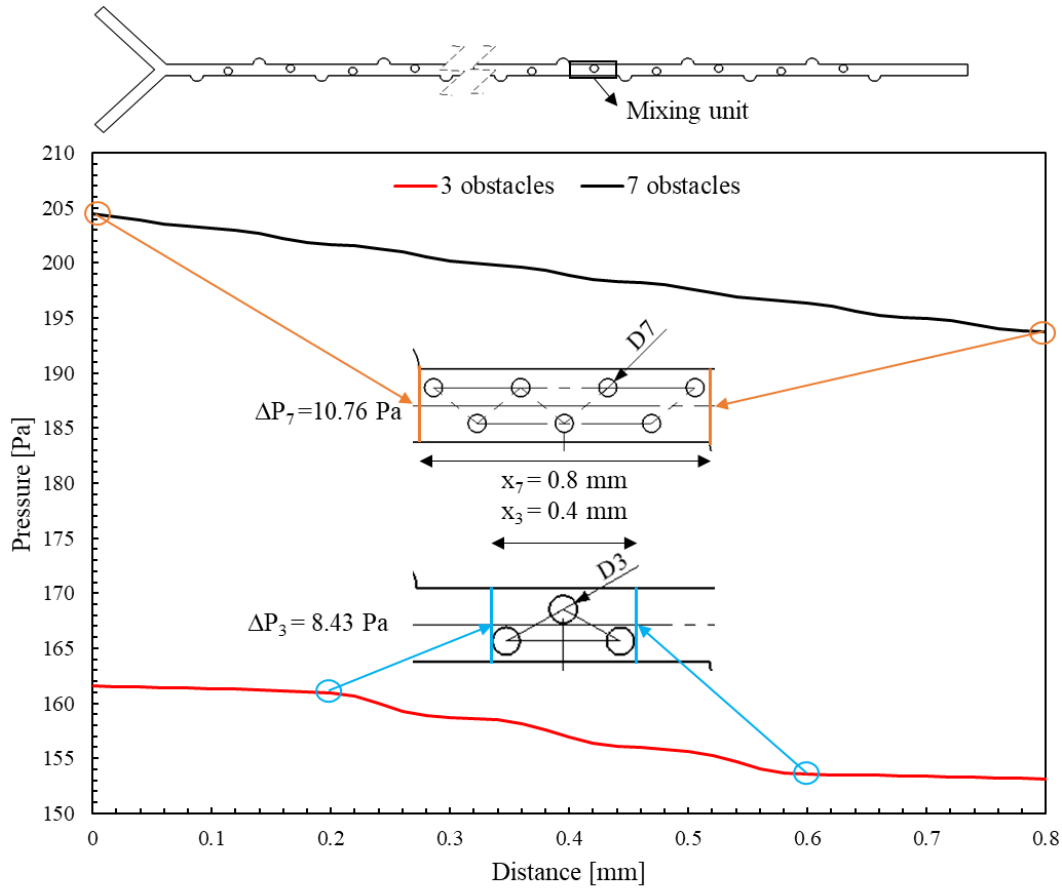 Mixing unit
3 obstacles
7 obstacles
Pressure [Pa]
210
205
200
195
190
185
180
175
170
165
160
155
150
D7
ΔP₇ =10.76 Pa
x₇ = 0.8 mm
x₃ = 0.4 mm
D3
ΔP₃ = 8.43 Pa
0 0.1 0.2 0.3 0.4 0.5 0.6 0.7 0.8
Distance [mm]